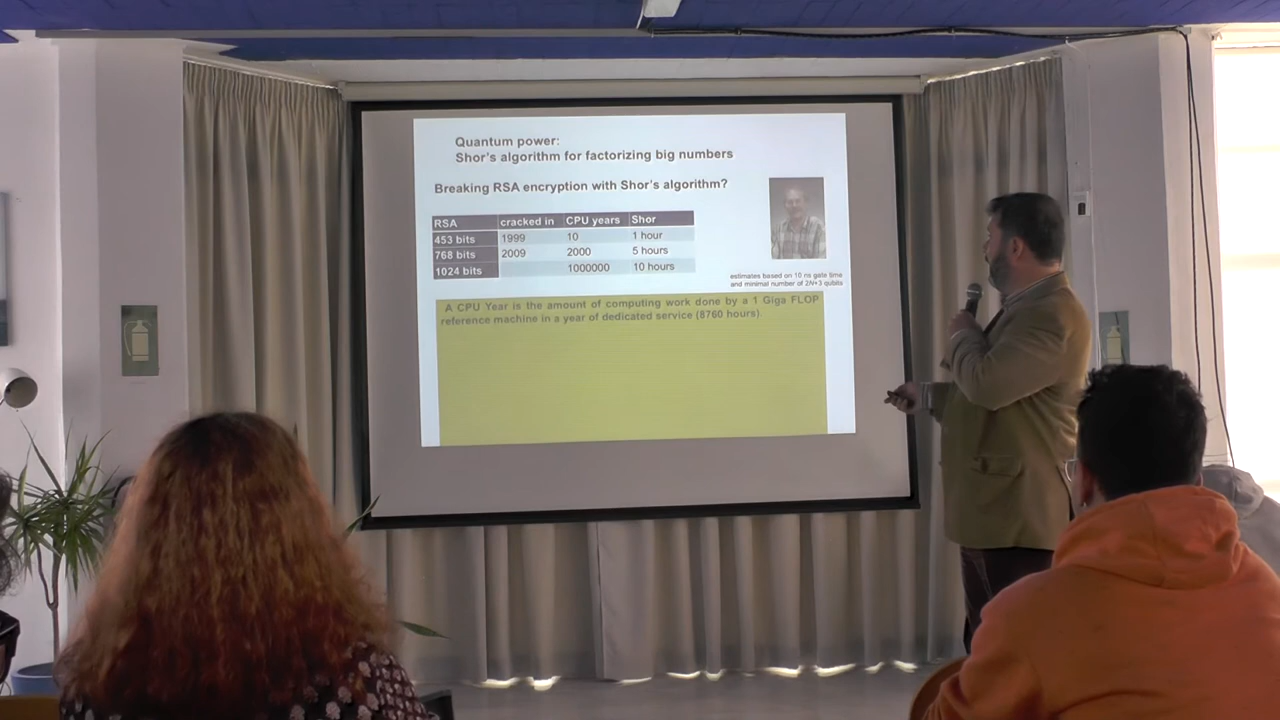 Quantum power:
Shor's algorithm for factorizing big numbers
Breaking RSA encryption with Shor's algorithm?
RSA cracked in CPU years Shor
453 bits 1999 10 1 hour
768 bits 2009 2000 5 hours
1024 bits 1000000 10 hours
estimates based on 10 ns gate time
and minimal number of 2N+3 qubits
A CPU Year is the amount of computing work done by a 1 Giga FLOP
reference machine in a year of dedicated service (8760 hours).